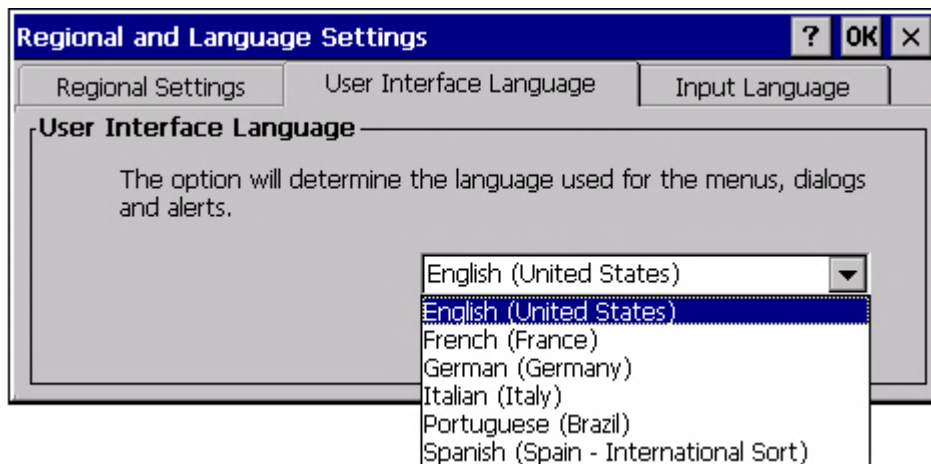 Regional and Language Settings ? OK ×
Regional Settings User Interface Language Input Language
User Interface Language
The option will determine the language used for the menus, dialogs
and alerts.
English (United States)
English (United States)
French (France)
German (Germany)
Italian (Italy)
Portuguese (Brazil)
Spanish (Spain - International Sort)